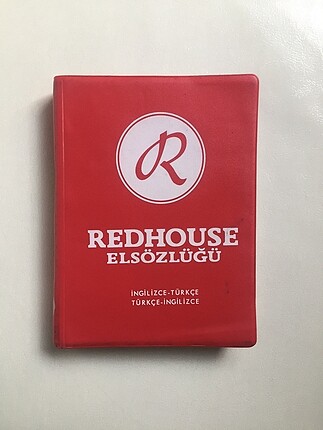 R
REDHOUSE
ELSÖZLÜĞÜ
İNGİLİZCE-TÜRKÇE
TÜRKÇE-İNGİLİZCE